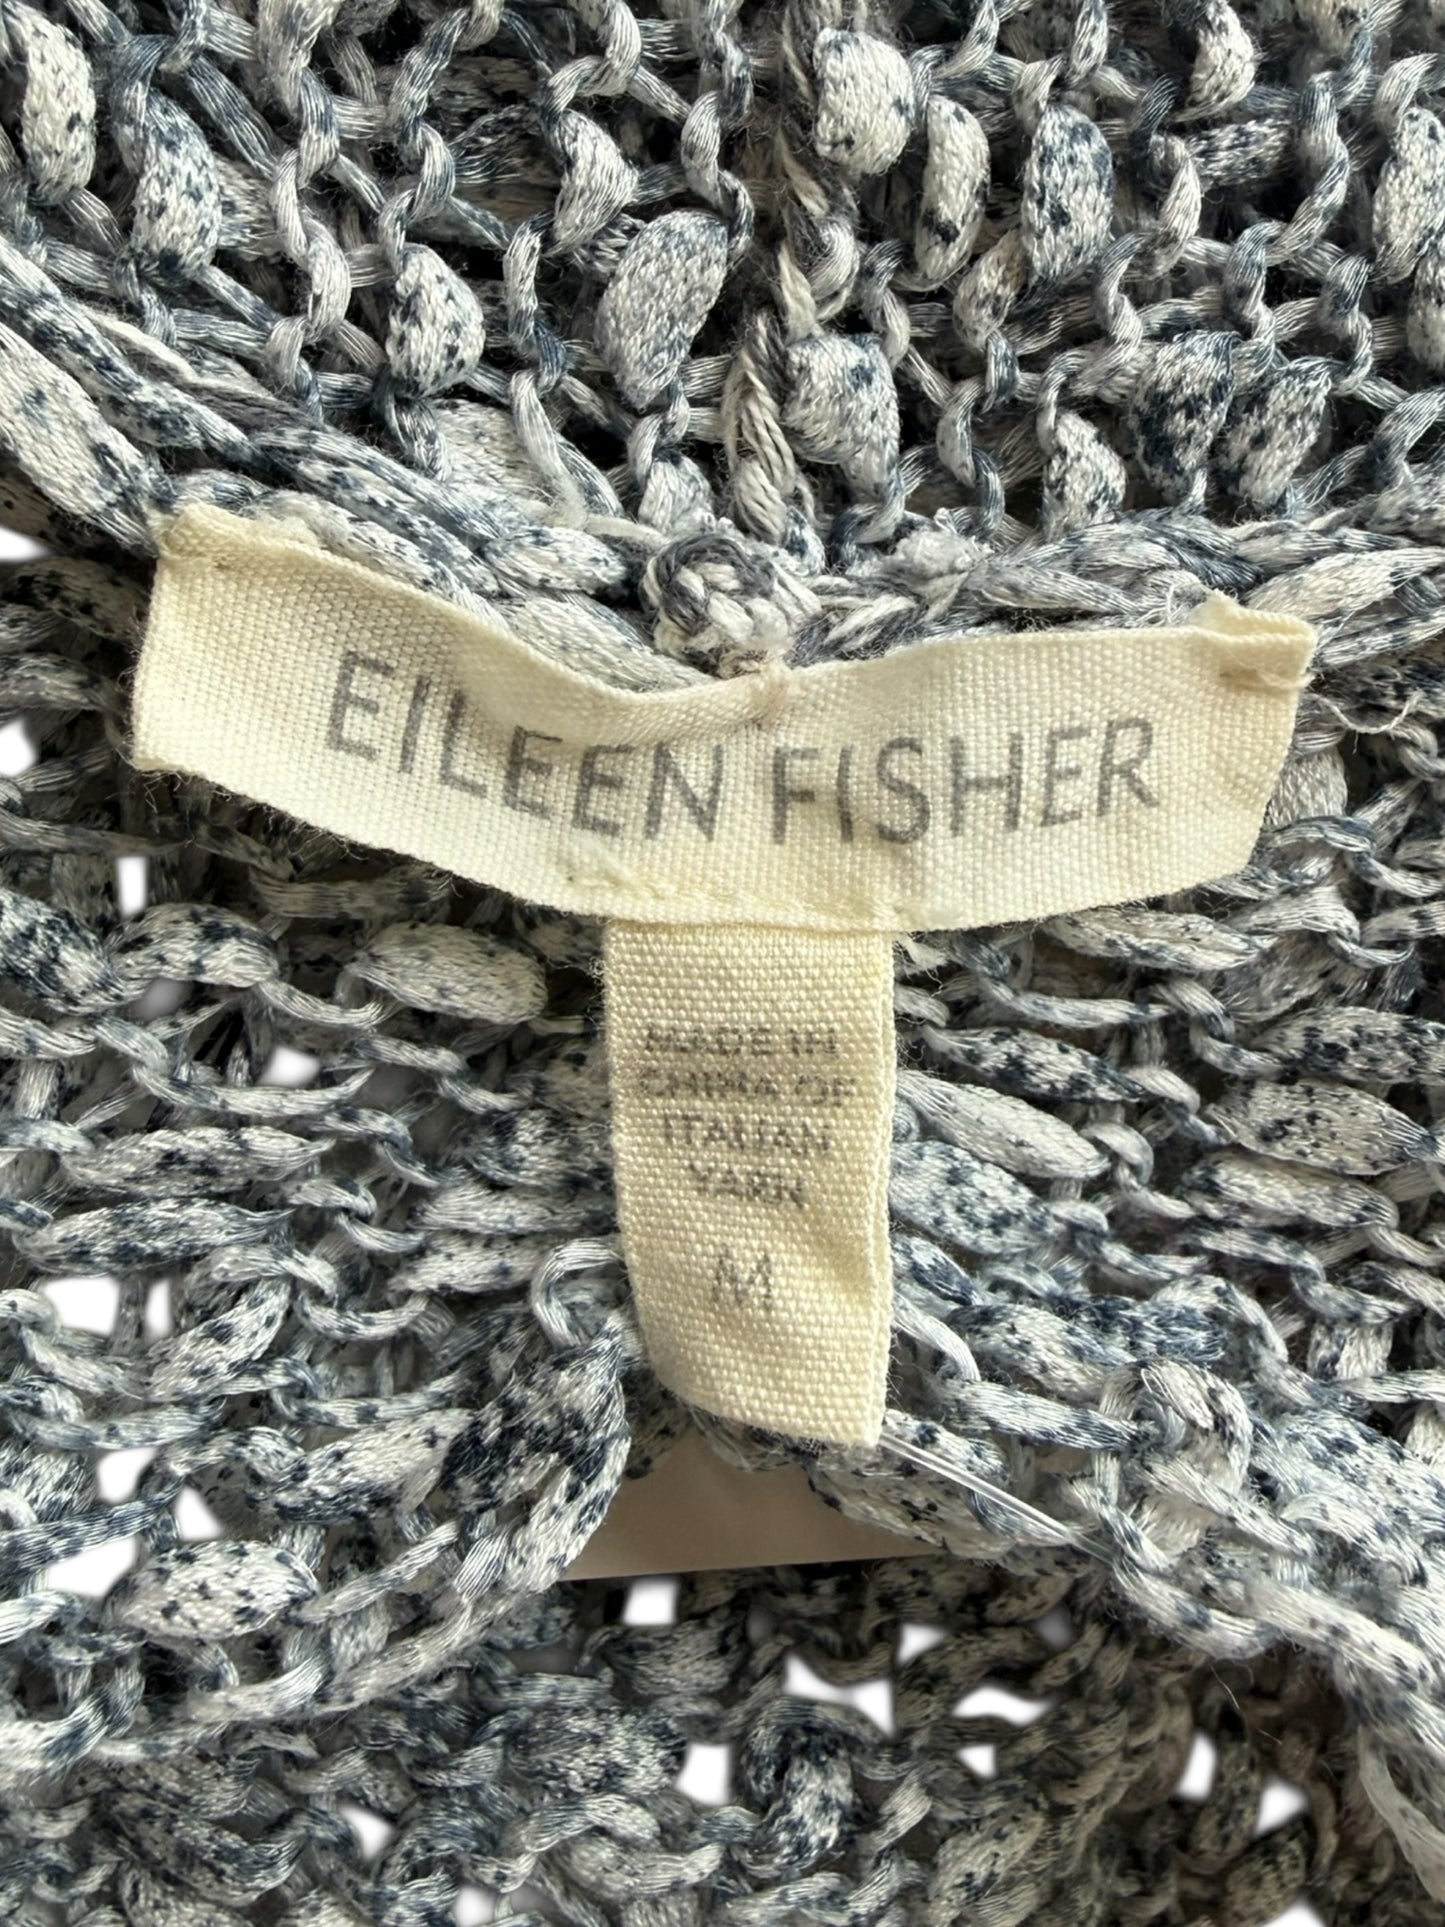 EILEEN FISHER
MADE IN
CHINA OF
ITALIAN
YARN
M